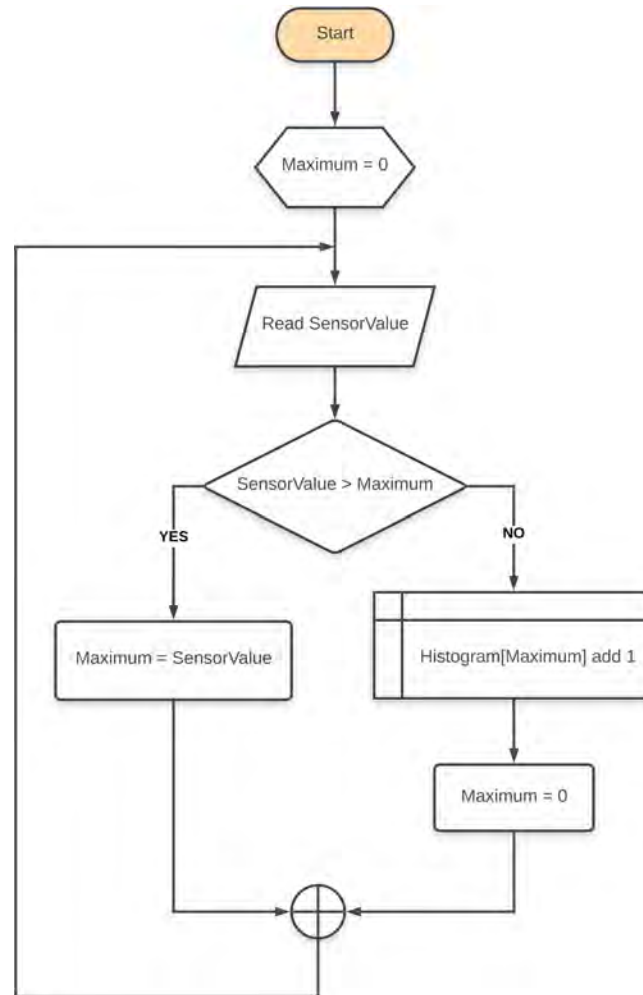 Start
Maximum = 0
Read SensorValue
SensorValue > Maximum
YES
NO
Maximum = SensorValue
Histogram[Maximum] add 1
Maximum = 0